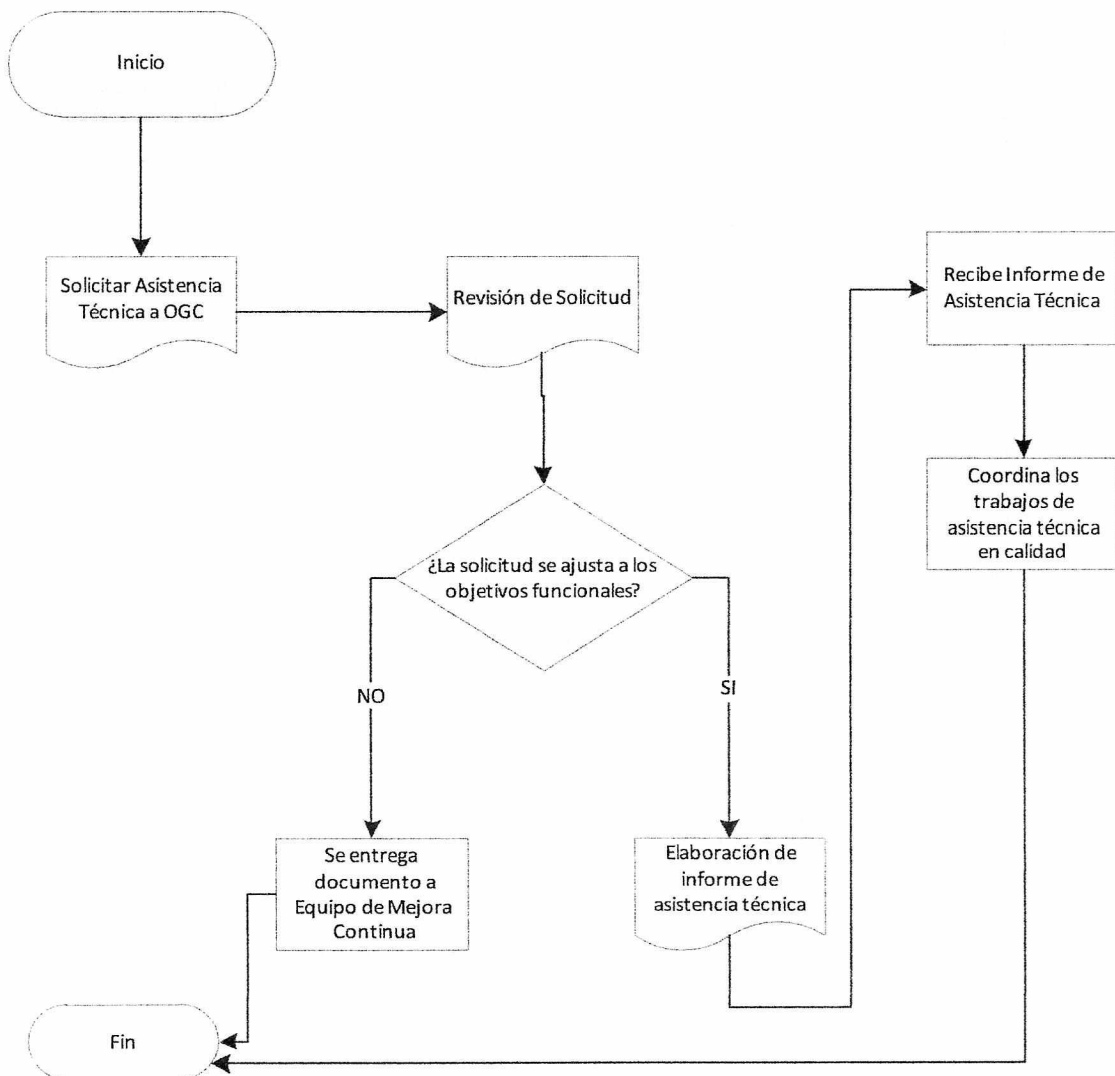 Inicio
Solicitar Asistencia
Técnica a OGC
Revisión de Solicitud
Recibe Informe de
Asistencia Técnica
Coordina los
trabajos de
asistencia técnica
en calidad
¿La solicitud se ajusta a los
objetivos funcionales?
NO
SI
Se entrega
documento a
Equipo de Mejora
Continua
Elaboración de
informe de
asistencia técnica
Fin